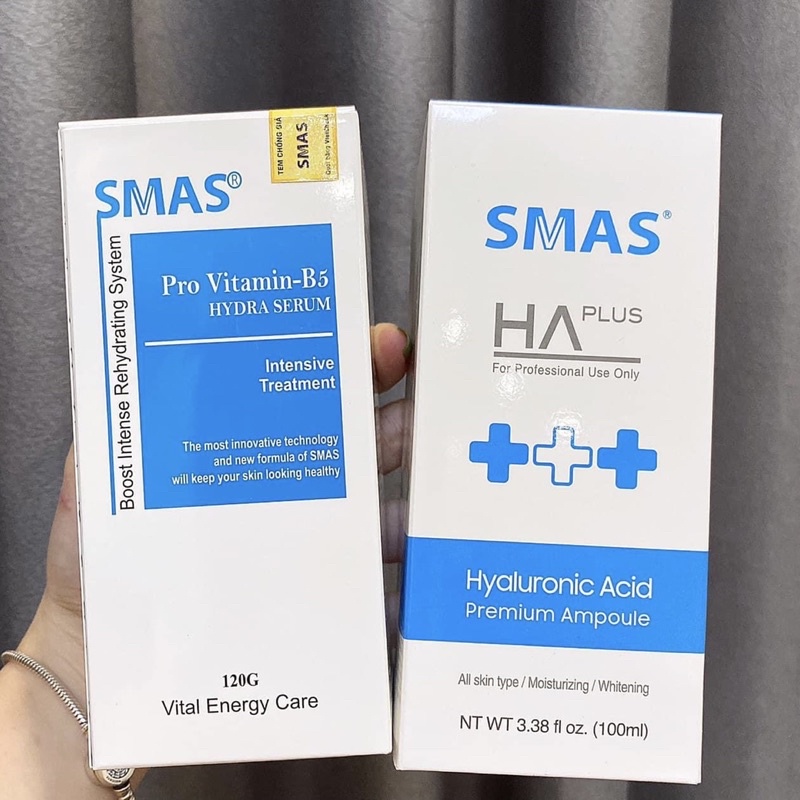 TEM CHỐNG GIẢ
SMAS
SMAS®
Boost Intense Rehydrating System
Pro Vitamin-B5
HYDRA SERUM
Intensive
Treatment
The most innovative technology
and new formula of SMAS
will keep your skin looking healthy
120G
Vital Energy Care
SMAS®
HA PLUS
For Professional Use Only
Hyaluronic Acid
Premium Ampoule
All skin type / Moisturizing / Whitening
NT WT 3.38 fl oz. (100ml)